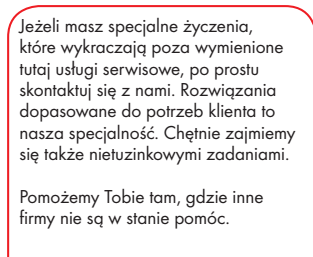 Jeżeli masz specjalne życzenia,
które wykraczają poza wymienione
tutaj usługi serwisowe, po prostu
skontaktuj się z nami. Rozwiązania
dopasowane do potrzeb klienta to
nasza specjalność. Chętnie zajmiemy
się także nietuzinkowymi zadaniami.
Pomożemy Tobie tam, gdzie inne
firmy nie są w stanie pomóc.